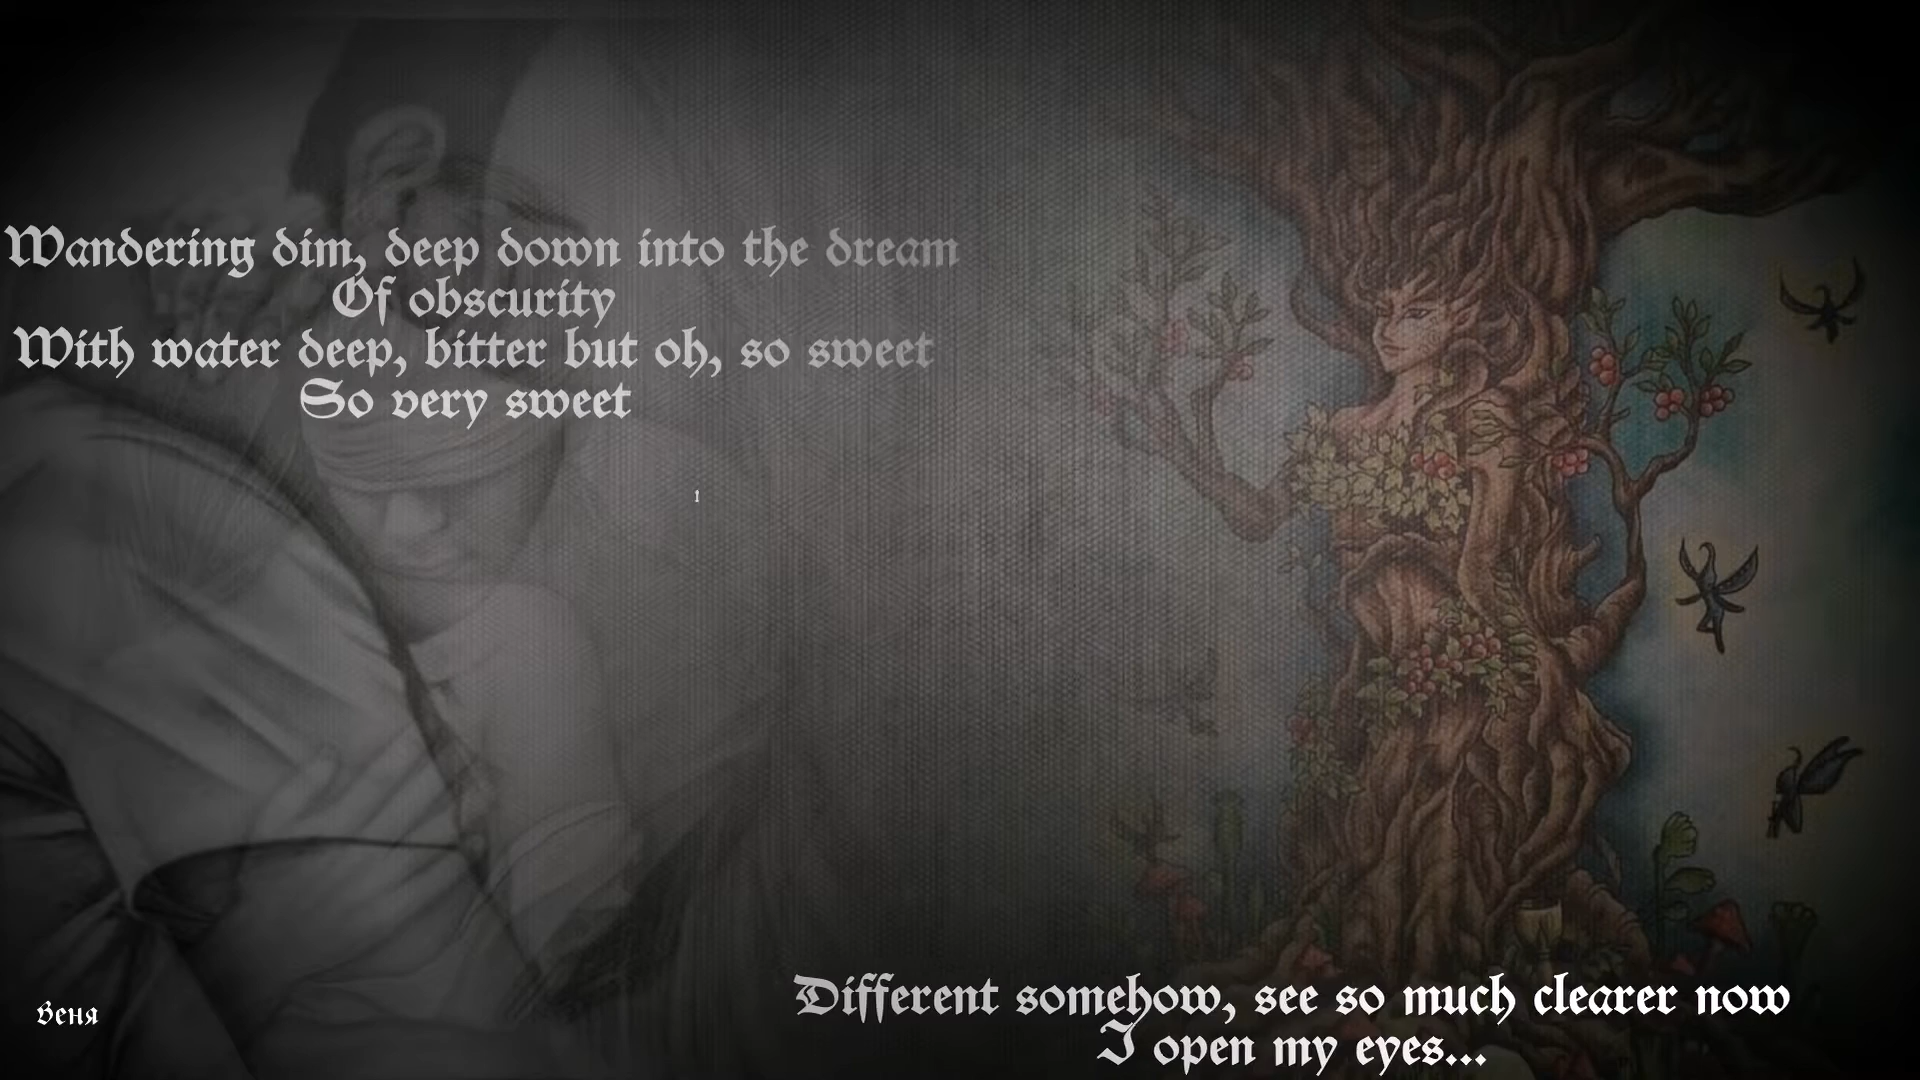 Wandering dim, deep down into the dream
Of obscurity
With water deep, bitter but oh, so sweet
So very sweet
1
Different somehow, see so much clearer now
I open my eyes...
Веня